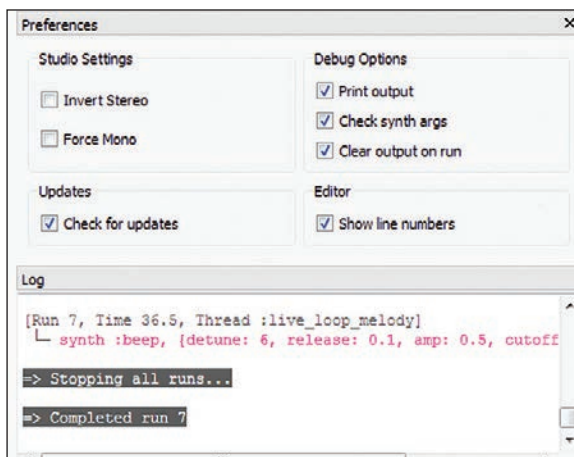 Preferences
Studio Settings
Invert Stereo
Force Mono
Debug Options
Print output
Check synth args
Clear output on run
Updates
Check for updates
Editor
Show line numbers
Log
[Run 7, Time 36.5, Thread :live_loop_melody]
└─ synth :beep, {detune: 6, release: 0.1, amp: 0.5, cutoff
=> Stopping all runs...
=> Completed run 7